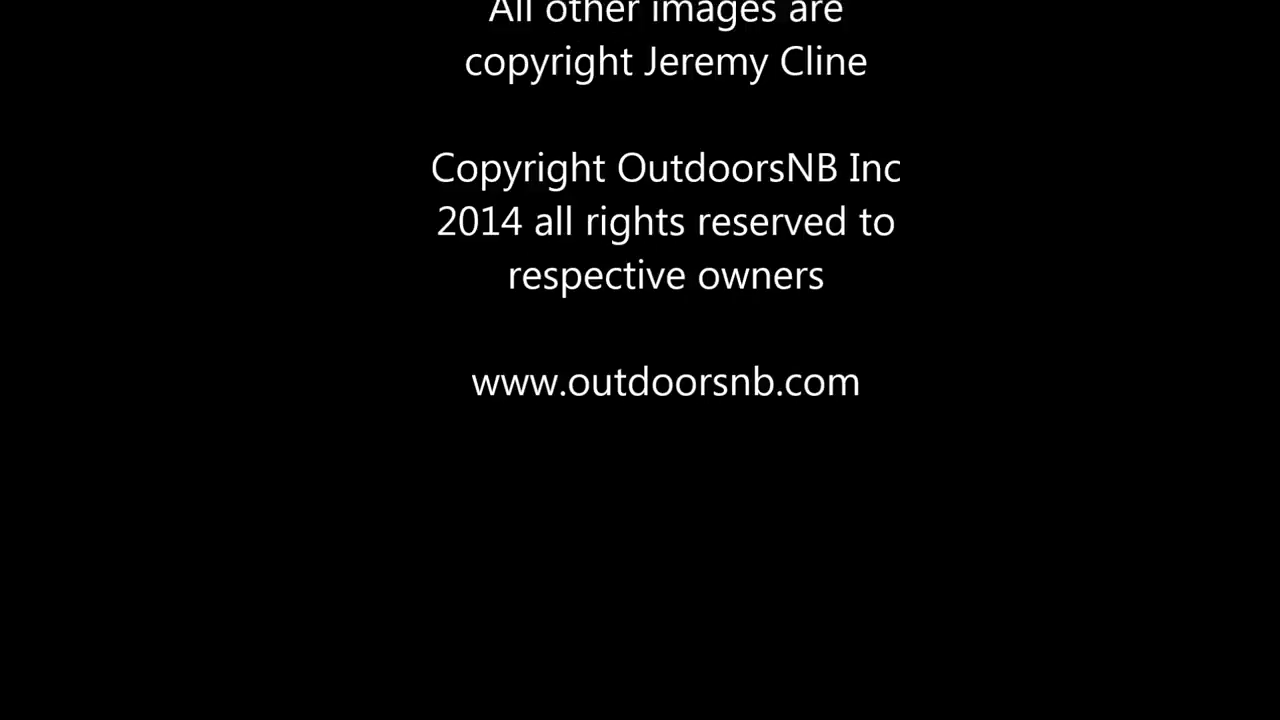 All other images are
copyright Jeremy Cline
Copyright OutdoorsNB Inc
2014 all rights reserved to
respective owners
www.outdoorsnb.com